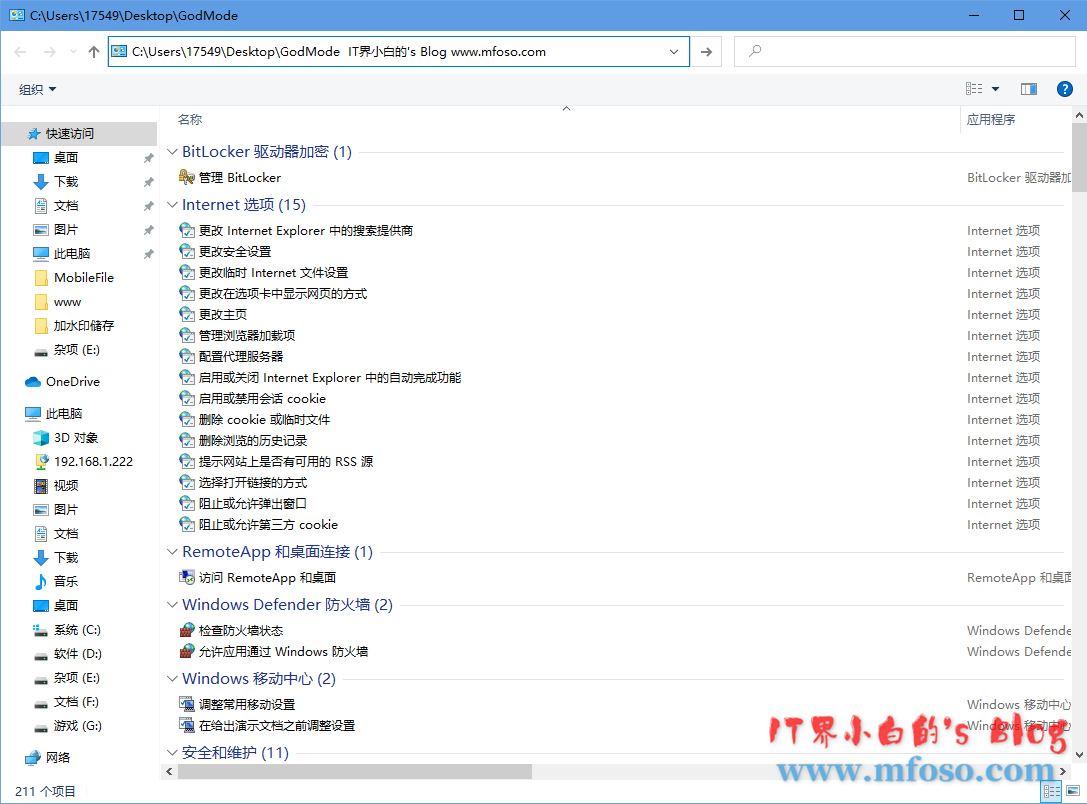 C:\Users\17549\Desktop\GodMode
C:\Users\17549\Desktop\GodMode IT界小白的's Blog www.mfoso.com
组织
名称 应用程序
快速访问
桌面
下载
文档
图片
此电脑
MobileFile
www
加水印储存
杂项 (E:)
OneDrive
此电脑
3D 对象
192.168.1.222
视频
图片
文档
下载
音乐
桌面
系统 (C:)
软件 (D:)
杂项 (E:)
文档 (F:)
游戏 (G:)
网络
BitLocker 驱动器加密 (1)
管理 BitLocker BitLocker 驱动器加
Internet 选项 (15)
更改 Internet Explorer 中的搜索提供商 Internet 选项
更改安全设置 Internet 选项
更改临时 Internet 文件设置 Internet 选项
更改在选项卡中显示网页的方式 Internet 选项
更改主页 Internet 选项
管理浏览器加载项 Internet 选项
配置代理服务器 Internet 选项
启用或关闭 Internet Explorer 中的自动完成功能 Internet 选项
启用或禁用会话 cookie Internet 选项
删除 cookie 或临时文件 Internet 选项
删除浏览的历史记录 Internet 选项
提示网站上是否有可用的 RSS 源 Internet 选项
选择打开链接的方式 Internet 选项
阻止或允许弹出窗口 Internet 选项
阻止或允许第三方 cookie Internet 选项
RemoteApp 和桌面连接 (1)
访问 RemoteApp 和桌面 RemoteApp 和桌面
Windows Defender 防火墙 (2)
检查防火墙状态 Windows Defende
允许应用通过 Windows 防火墙 Windows Defende
Windows 移动中心 (2)
调整常用移动设置 Windows 移动中心
在给出演示文档之前调整设置 Windows 移动中心
安全和维护 (11)
IT界小白的's Blog
www.mfoso.com
211 个项目